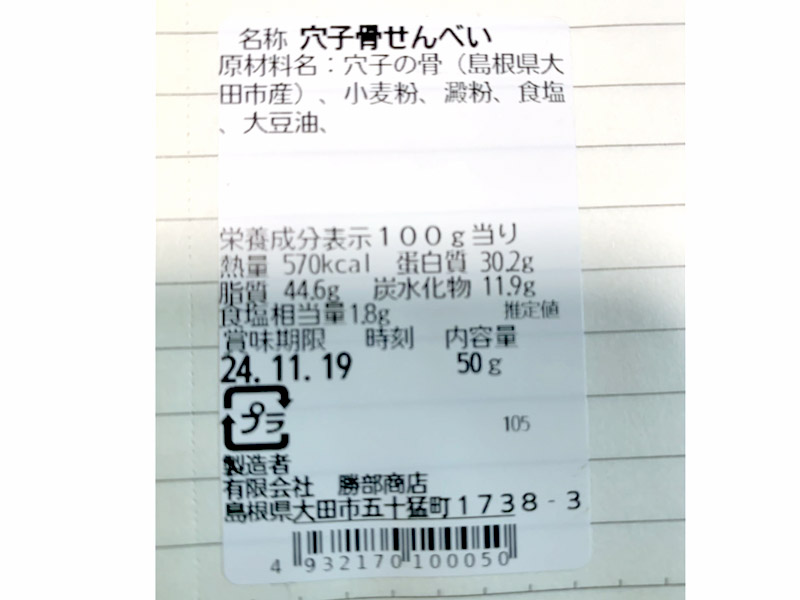 名称 穴子骨せんべい
原材料名：穴子の骨（島根県大
田市産）、小麦粉、澱粉、食塩
、大豆油、
栄養成分表示１００ｇ当り
熱量 570kcal 蛋白質 30.2g
脂質 44.6g 炭水化物 11.9g
食塩相当量1.8g 推定値
賞味期限 時刻 内容量
24.11.19 50ｇ
プラ
105
製造者
有限会社 勝部商店
島根県大田市五十猛町１７３８－３
4 932170 100050